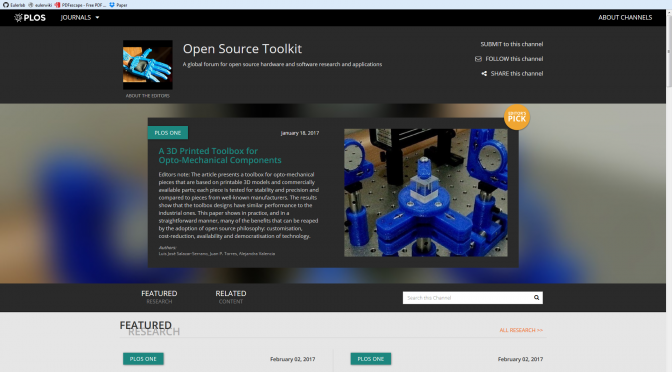 Eulerlab eulerwiki PDFescape - Free PDF ... Paper
PLOS JOURNALS ABOUT CHANNELS
Open Source Toolkit
A global forum for open source hardware and software research and applications
SUBMIT to this channel
FOLLOW this channel
SHARE this channel
ABOUT THE EDITORS
EDITORS' PICK
PLOS ONE January 18, 2017
A 3D Printed Toolbox for
Opto-Mechanical Components
Editors note: The article presents a toolbox for opto-mechanical
pieces that are based on printable 3D models and commercially
available parts; each piece is tested for stability and precision and
compared to pieces from well-known manufacturers. The results
show that the toolbox designs have similar performance to the
industrial ones. This paper shows in practice, and in a
straightforward manner, many of the benefits that can be reaped
by the adoption of open source philosophy: customisation,
cost-reduction, availability and democratisation of technology.
Authors:
Luis José Salazar-Serrano, Juan P. Torres, Alejandra Valencia
FEATURED
RESEARCH
RELATED
CONTENT
Search this Channel
FEATURED
RESEARCH
ALL RESEARCH >>
PLOS ONE February 02, 2017
PLOS ONE February 02, 2017